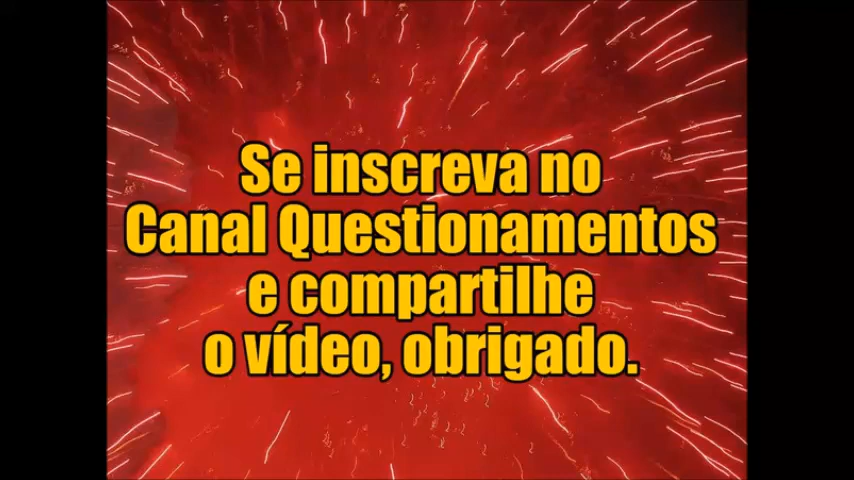 Se inscreva no
Canal Questionamentos
e compartilhe
o vídeo, obrigado.